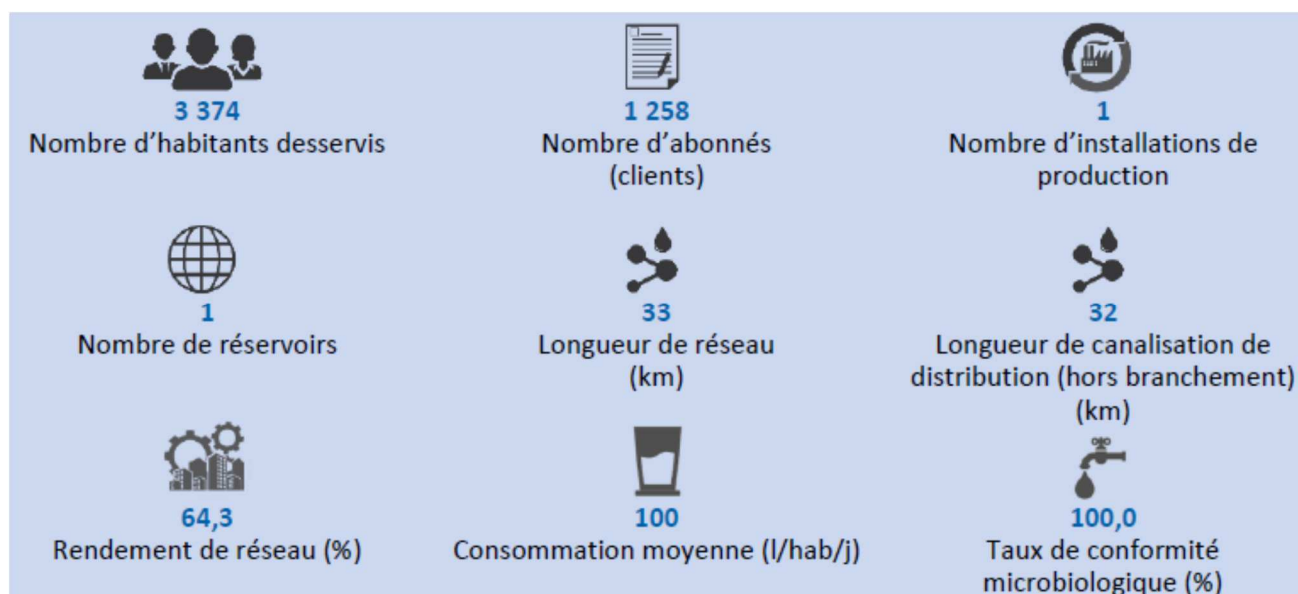 3 374
Nombre d'habitants desservis
1 258
Nombre d'abonnés
(clients)
1
Nombre d'installations de
production
1
Nombre de réservoirs
33
Longueur de réseau
(km)
32
Longueur de canalisation de
distribution (hors branchement)
(km)
64,3
Rendement de réseau (%)
100
Consommation moyenne (l/hab/j)
100,0
Taux de conformité
microbiologique (%)